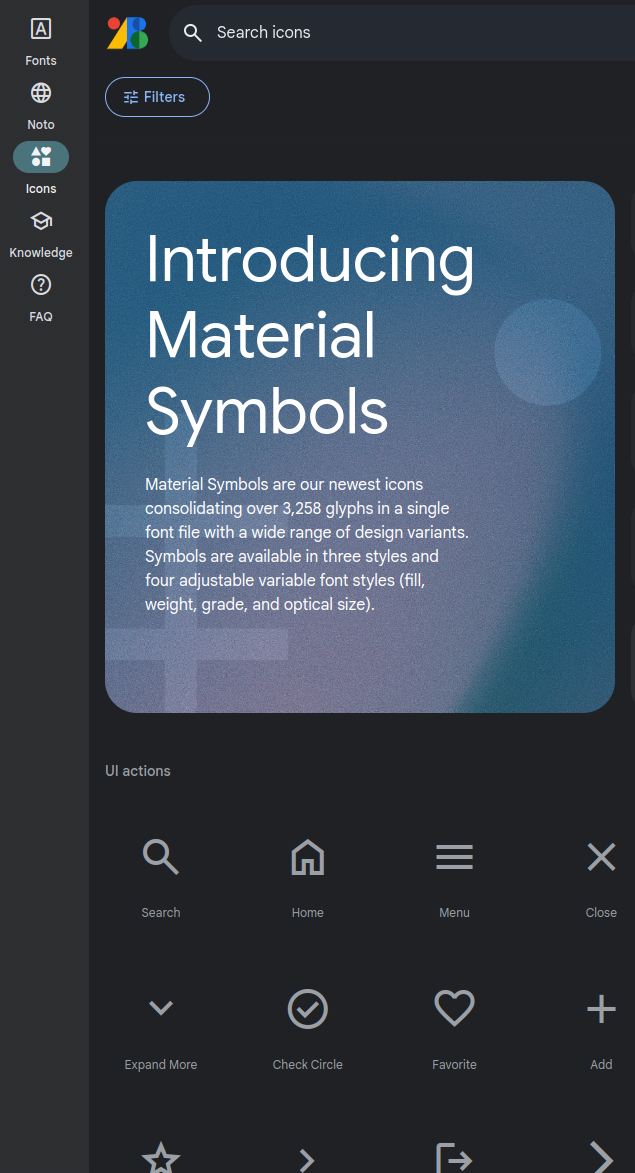 Fonts
Noto
Icons
Knowledge
FAQ
Search icons
Filters
Introducing
Material
Symbols
Material Symbols are our newest icons
consolidating over 3,258 glyphs in a single
font file with a wide range of design variants.
Symbols are available in three styles and
four adjustable variable font styles (fill,
weight, grade, and optical size).
UI actions
Search
Home
Menu
Close
Expand More
Check Circle
Favorite
Add